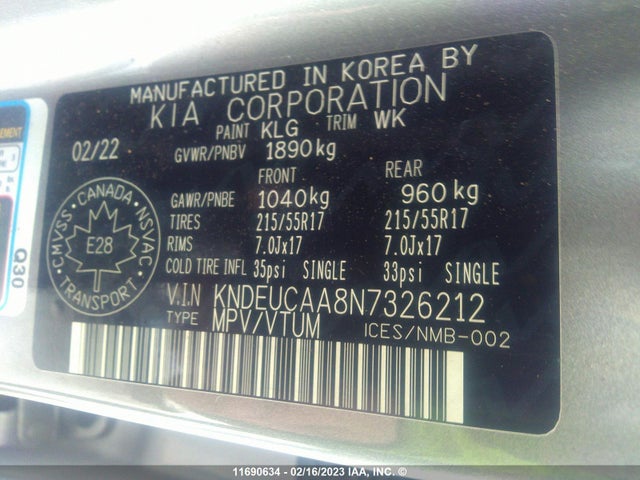 MANUFACTURED IN KOREA BY
KIA CORPORATION
PAINT KLG TRIM WK
02/22
GVWR/PNBV 1890kg
FRONT REAR
GAWR/PNBE 1040kg 960kg
TIRES 215/55R17 215/55R17
RIMS 7.0Jx17 7.0Jx17
COLD TIRE INFL 35psi SINGLE 33psi SINGLE
V.I.N KNDEUCAA8N7326212
TYPE MPV/VTUM ICES/NMB-002
CMVSS · CANADA · NSVAC
E28
TRANSPORT
Q30
11690634 - 02/16/2023 IAA, INC. ©